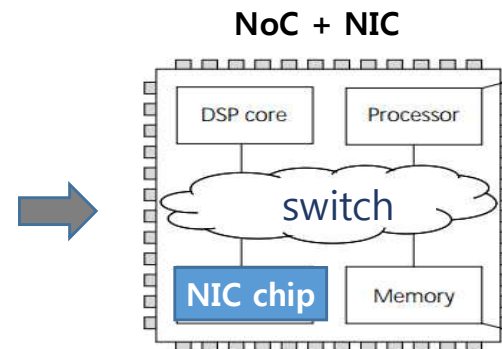 NoC + NIC
DSP core
Processor
switch
NIC chip
Memory